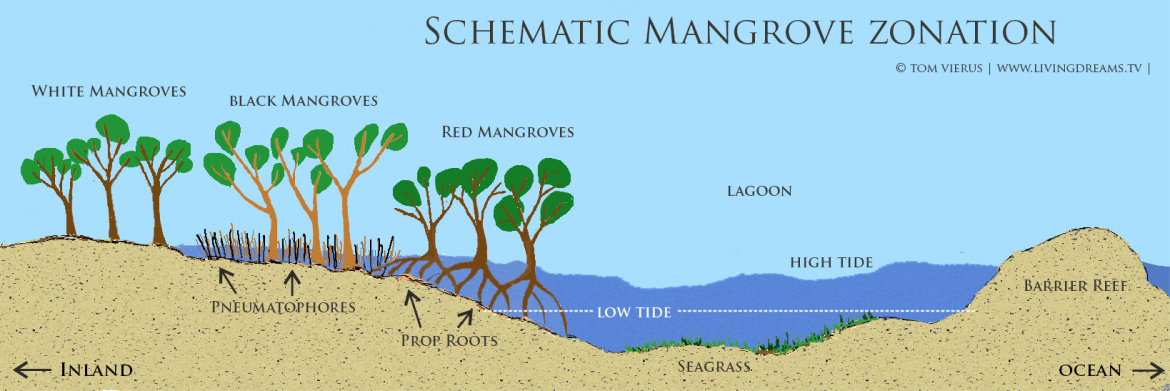 Schematic Mangrove zonation
© TOM VIERUS | WWW.LIVINGDREAMS.TV |
White Mangroves
black Mangroves
Red Mangroves
LAGOON
HIGH TIDE
Barrier Reef
Pneumatophores
LOW TIDE
Prop Roots
Seagrass
Inland
ocean